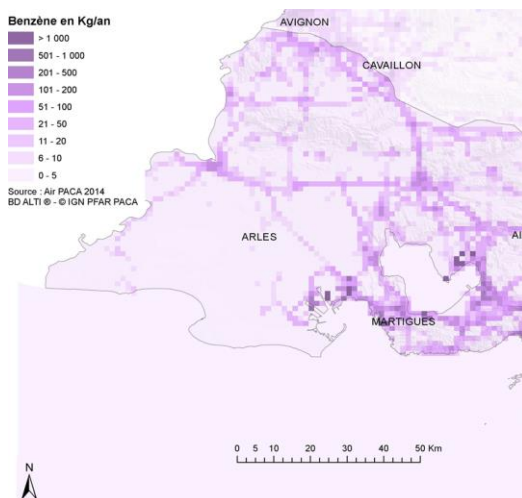 Benzène en Kg/an
> 1 000
501 - 1 000
201 - 500
101 - 200
51 - 100
21 - 50
11 - 20
6 - 10
0 - 5
Source : Air PACA 2014
BD ALTI ® - © IGN PFAR PACA
AVIGNON
CAVAILLON
ARLES
AI
MARTIGUES
0 10 20 30 40 50 Km
N